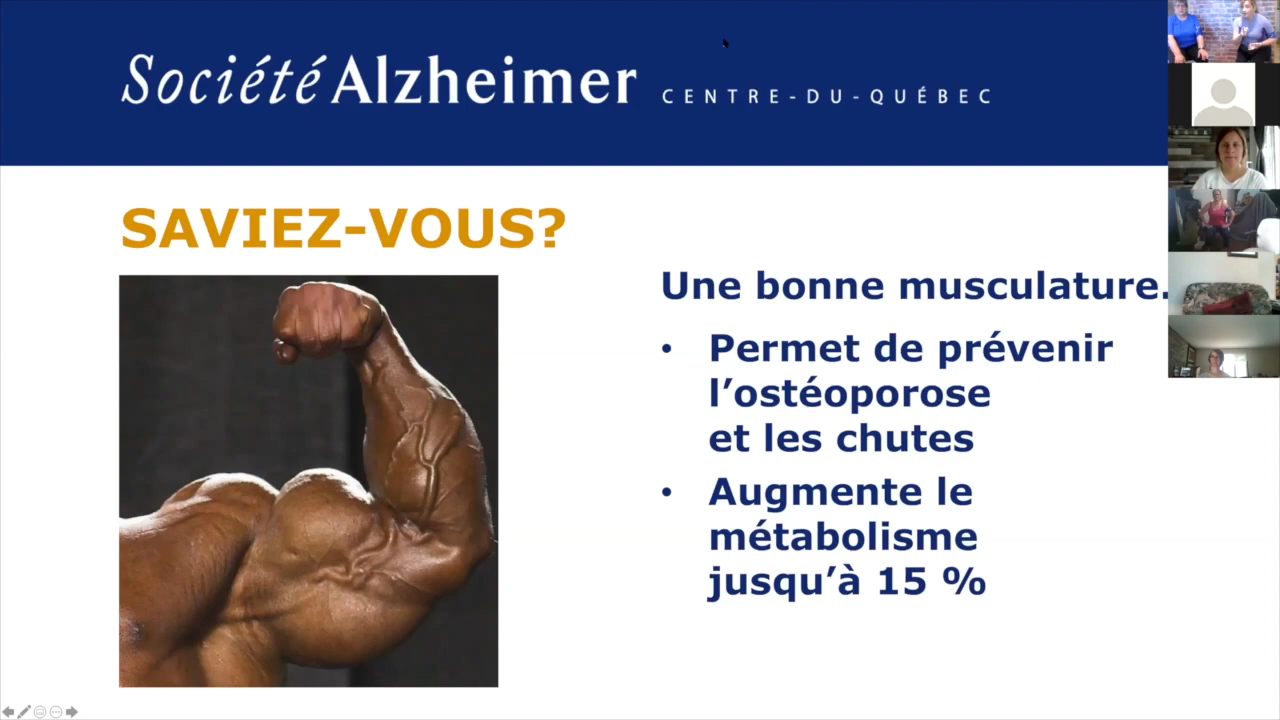 Société Alzheimer CENTRE-DU-QUÉBEC
SAVIEZ-VOUS?
Une bonne musculature.
• Permet de prévenir
l’ostéoporose
et les chutes
• Augmente le
métabolisme
jusqu’à 15 %